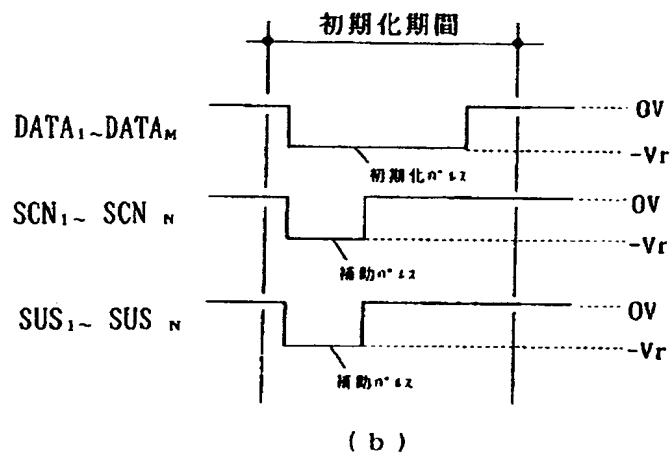 初期化期間
DATA₁~DATAM 0V
-Vr
初期化パルス
SCN₁~ SCN N 0V
-Vr
補助パルス
SUS₁~ SUS N 0V
-Vr
補助パルス
(b)